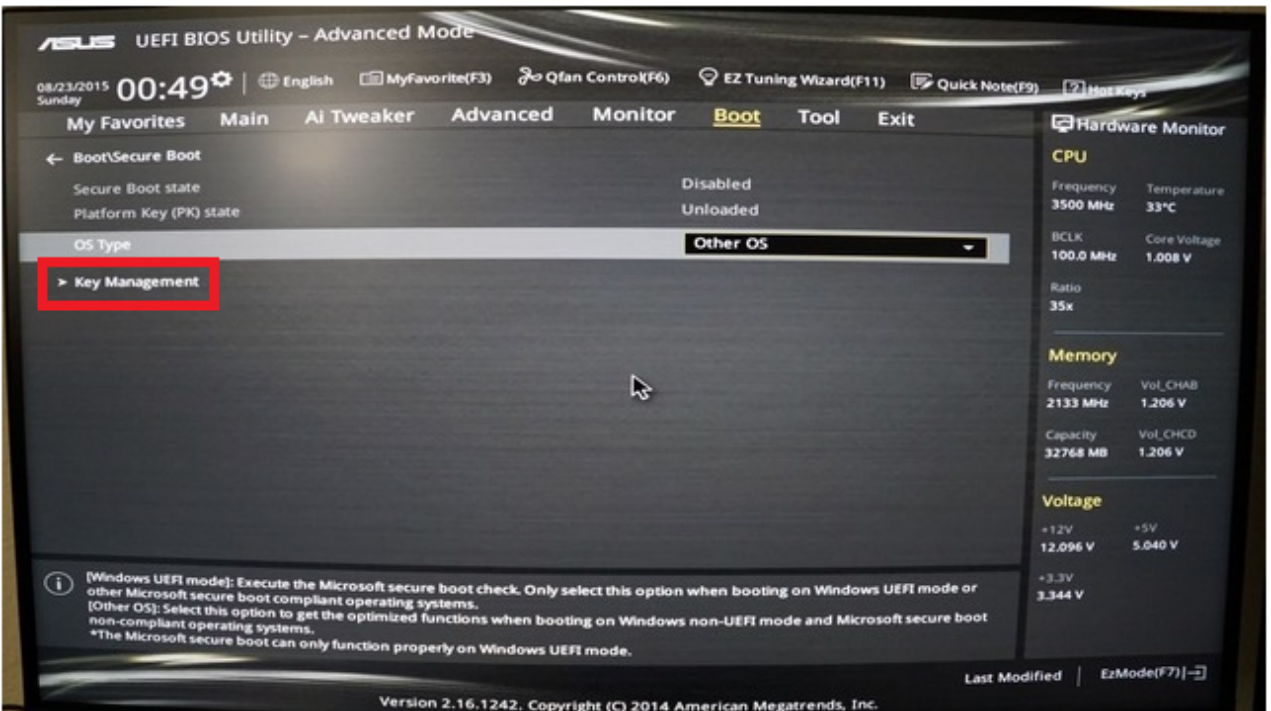 ASUS UEFI BIOS Utility – Advanced Mode
08/23/2015 00:49 English MyFavorite(F3) Qfan Control(F6) EZ Tuning Wizard(F11) Quick Note(F9) Hot Keys
Sunday
My Favorites Main Ai Tweaker Advanced Monitor Boot Tool Exit
Boot\Secure Boot
Secure Boot state Disabled
Platform Key (PK) state Unloaded
OS Type Other OS
> Key Management
[Windows UEFI mode]: Execute the Microsoft secure boot check. Only select this option when booting on Windows UEFI mode or
other Microsoft secure boot compliant operating systems.
[Other OS]: Select this option to get the optimized functions when booting on Windows non-UEFI mode and Microsoft secure boot
non-compliant operating systems.
*The Microsoft secure boot can only function properly on Windows UEFI mode.
Hardware Monitor
CPU
Frequency Temperature
3500 MHz 33°C
BCLK Core Voltage
100.0 MHz 1.008 V
Ratio
35x
Memory
Frequency Vol_CHAB
2133 MHz 1.206 V
Capacity Vol_CHCD
32768 MB 1.206 V
Voltage
+12V +5V
12.096 V 5.040 V
+3.3V
3.344 V
Last Modified | EzMode(F7)|
Version 2.16.1242. Copyright (C) 2014 American Megatrends, Inc.